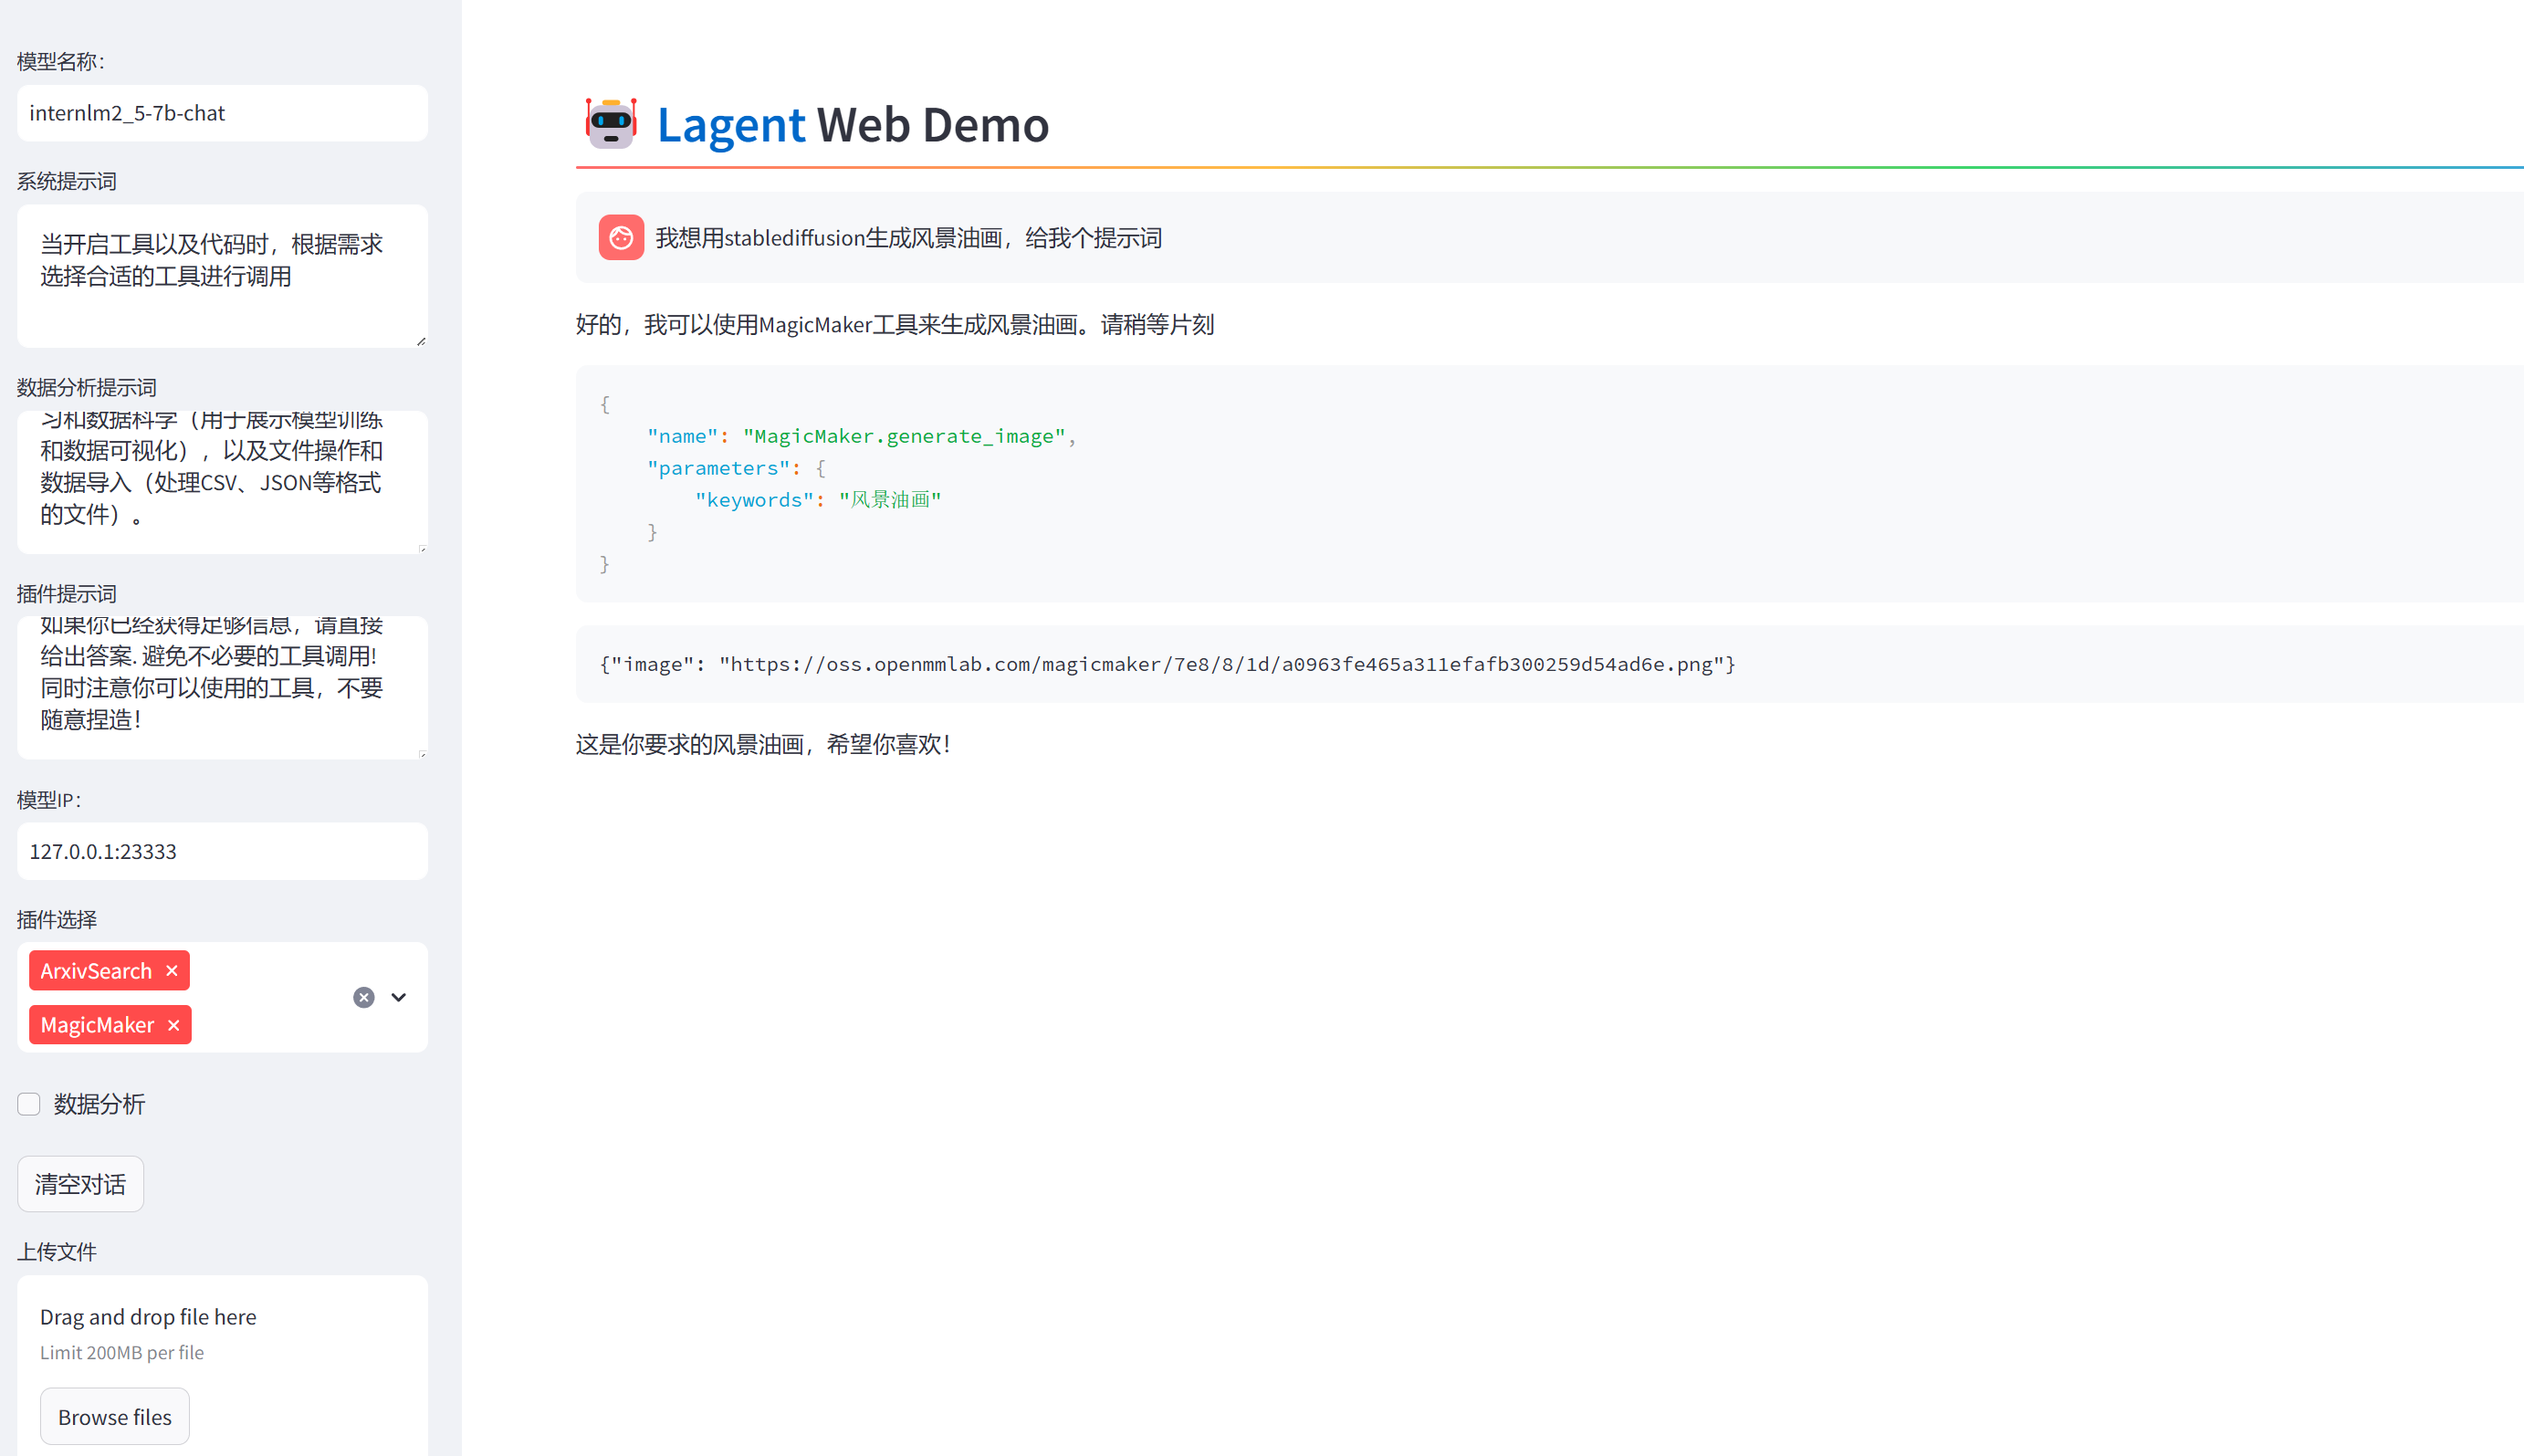 模型名称：
internlm2_5-7b-chat
系统提示词
当开启工具以及代码时，根据需求
选择合适的工具进行调用
数据分析提示词
习和数据科学（用于展示模型训练
和数据可视化），以及文件操作和
数据导入（处理CSV、JSON等格式
的文件）。
插件提示词
如果你已经获得足够信息，请直接
给出答案. 避免不必要的工具调用!
同时注意你可以使用的工具，不要
随意捏造！
模型IP：
127.0.0.1:23333
插件选择
ArxivSearch
MagicMaker
数据分析
清空对话
上传文件
Drag and drop file here
Limit 200MB per file
Browse files
Lagent Web Demo
我想用stablediffusion生成风景油画，给我个提示词
好的，我可以使用MagicMaker工具来生成风景油画。请稍等片刻
{
"name": "MagicMaker.generate_image",
"parameters": {
"keywords": "风景油画"
}
}
{"image": "https://oss.openmmlab.com/magicmaker/7e8/8/1d/a0963fe465a311efafb300259d54ad6e.png"}
这是你要求的风景油画，希望你喜欢！